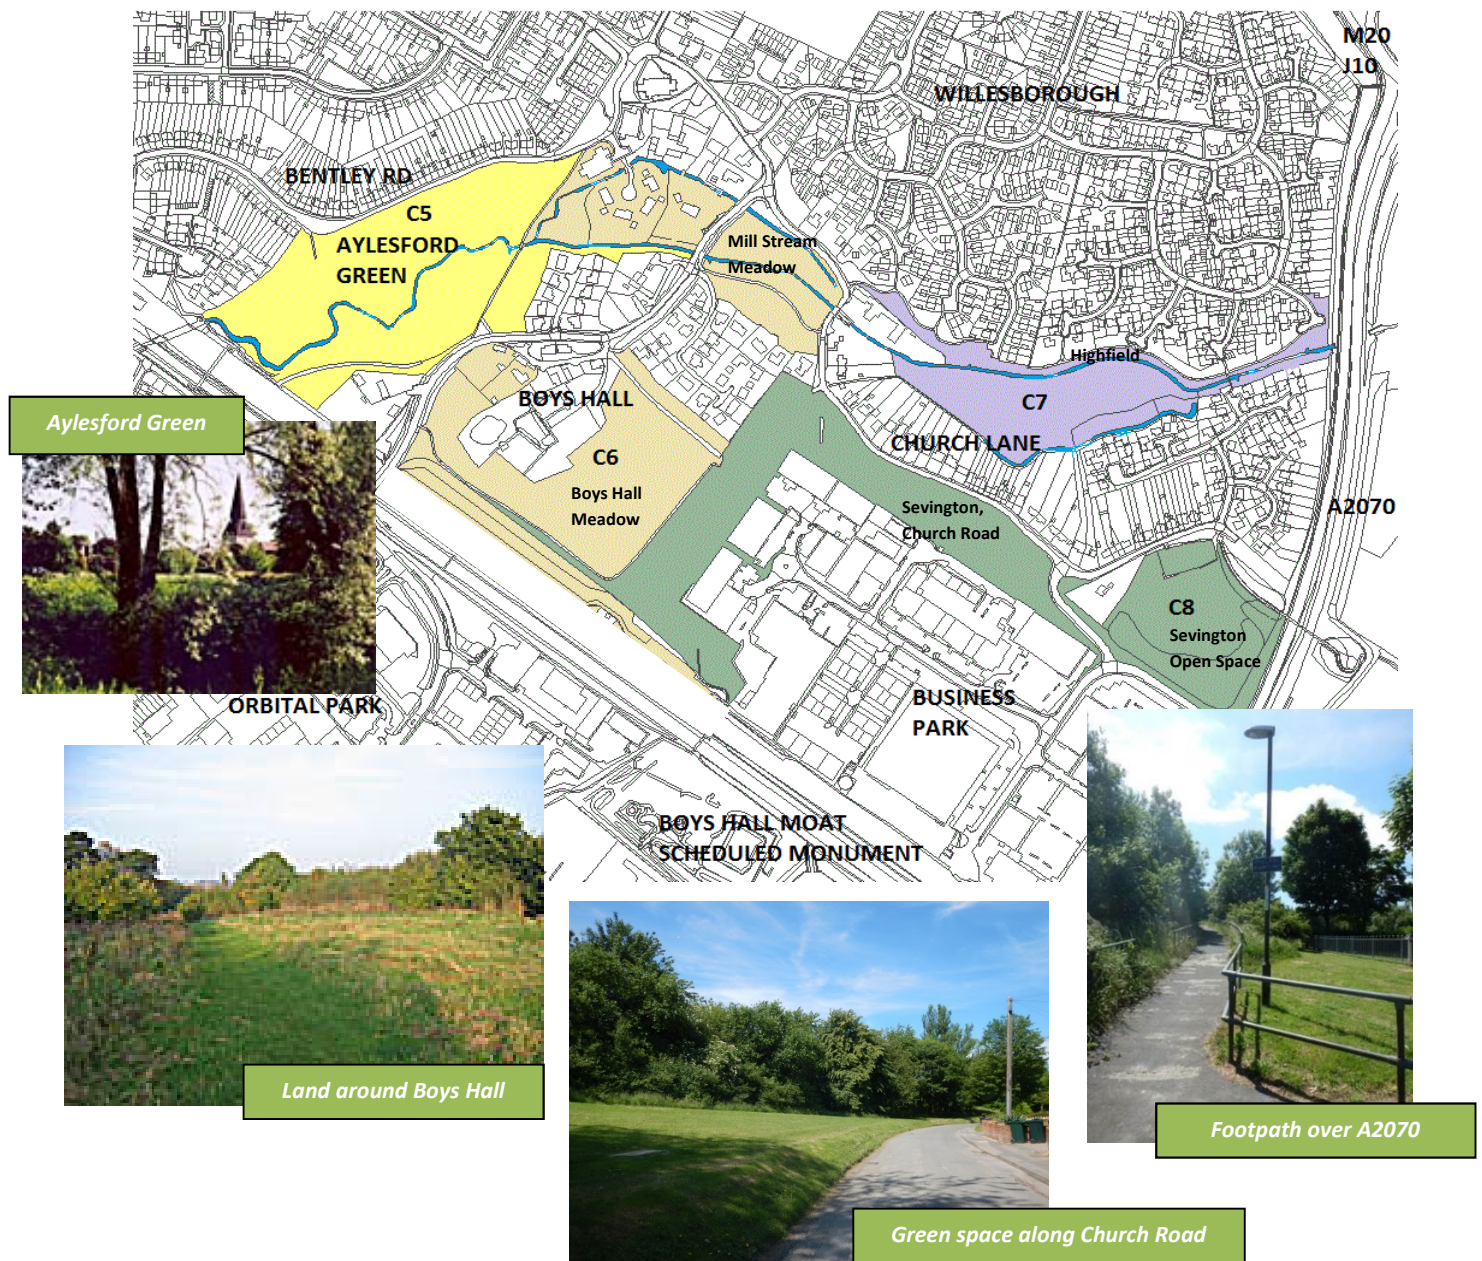 M20
J10
WILLESBOROUGH
BENTLEY RD
C5
AYLESFORD
GREEN
Mill Stream
Meadow
Highfield
C7
CHURCH LANE
BOYS HALL
C6
Boys Hall
Meadow
Sevington,
Church Road
A2070
C8
Sevington
Open Space
Aylesford Green
ORBITAL PARK
BUSINESS
PARK
BOYS HALL MOAT
SCHEDULED MONUMENT
Land around Boys Hall
Footpath over A2070
Green space along Church Road